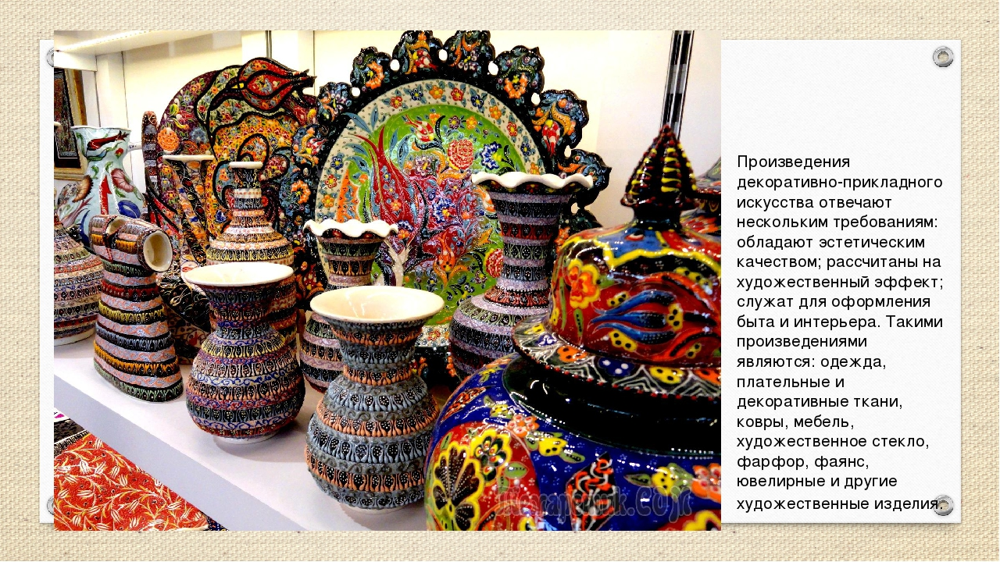 Произведения
декоративно-прикладного
искусства отвечают
нескольким требованиям:
обладают эстетическим
качеством; рассчитаны на
художественный эффект;
служат для оформления
быта и интерьера. Такими
произведениями
являются: одежда,
плательные и
декоративные ткани,
ковры, мебель,
художественное стекло,
фарфор, фаянс,
ювелирные и другие
художественные изделия.